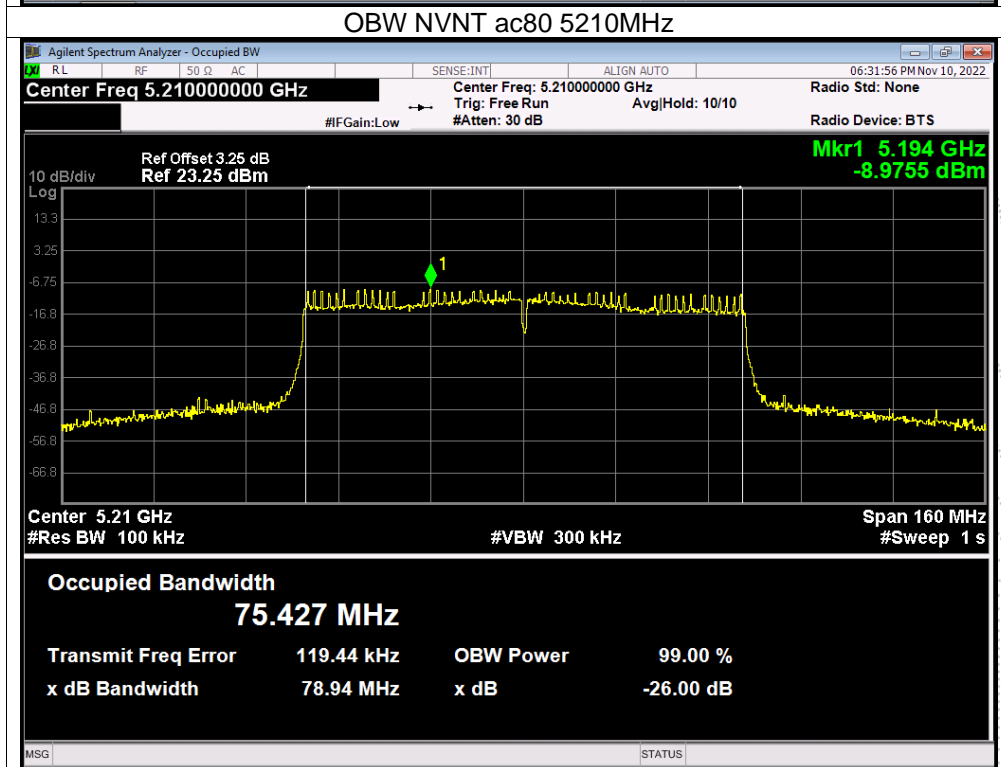 OBW NVNT ac80 5210MHz
Agilent Spectrum Analyzer - Occupied BW
LXI RL RF 50 Ω AC SENSE:INT ALIGN AUTO 06:31:56 PM Nov 10, 2022
Center Freq 5.210000000 GHz Center Freq: 5.210000000 GHz Radio Std: None
Trig: Free Run Avg|Hold: 10/10
#IFGain:Low #Atten: 30 dB Radio Device: BTS
Mkr1 5.194 GHz
-8.9755 dBm
Ref Offset 3.25 dB
10 dB/div Ref 23.25 dBm
Log
13.3
3.25
1
-6.75
-16.8
-26.8
-36.8
-46.8
-56.8
-66.8
Center 5.21 GHz Span 160 MHz
#Res BW 100 kHz #VBW 300 kHz #Sweep 1 s
Occupied Bandwidth
75.427 MHz
Transmit Freq Error 119.44 kHz OBW Power 99.00 %
x dB Bandwidth 78.94 MHz x dB -26.00 dB
MSG STATUS